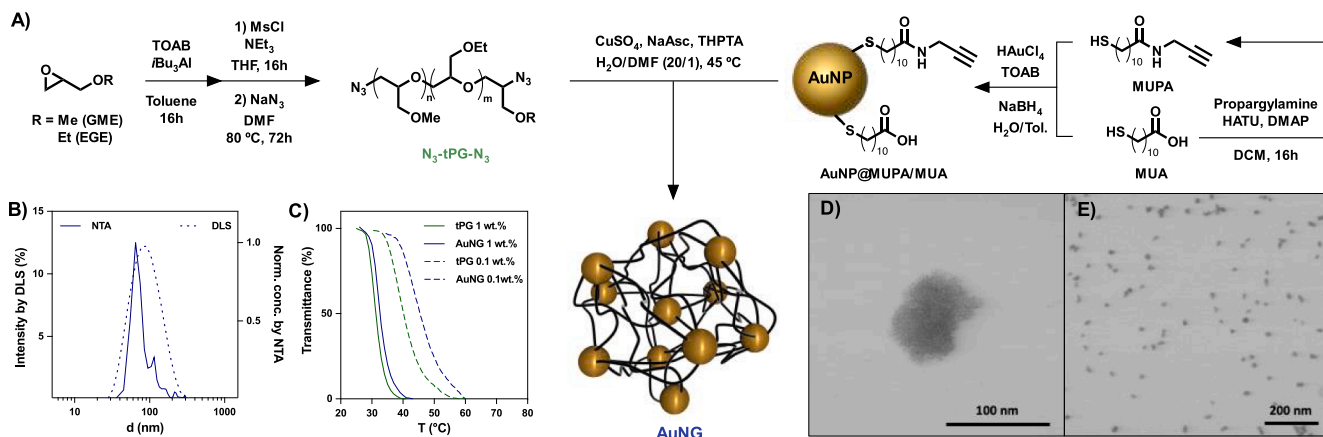 A)
O
OR
R = Me (GME)
Et (EGE)
TOAB
iBu₃Al
Toluene
16h
1) MsCl
NEt₃
THF, 16h
2) NaN₃
DMF
80 ºC, 72h
OEt
N₃
O
O
O
N₃
n
m
OMe
OR
N₃-tPG-N₃
CuSO₄, NaAsc, THPTA
H₂O/DMF (20/1), 45 ºC
AuNP
S
10
O
N
H
S
10
O
OH
AuNP@MUPA/MUA
HAuCl₄
TOAB
NaBH₄
H₂O/Tol.
HS
10
O
N
H
MUPA
HS
10
O
OH
MUA
Propargylamine
HATU, DMAP
DCM, 16h
B)
NTA
DLS
Intensity by DLS (%)
15
10
5
Norm. conc. by NTA
1.0
0.5
10
100
1000
d (nm)
C)
tPG 1 wt.%
AuNG 1 wt.%
tPG 0.1 wt.%
AuNG 0.1wt.%
Transmittance (%)
100
50
0
20
40
60
80
T (°C)
AuNG
D)
100 nm
E)
200 nm